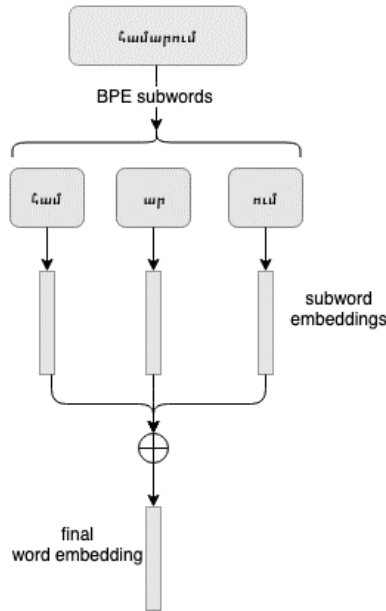 Համարում
BPE subwords
Համ
ար
ում
subword
embeddings
final
word embedding